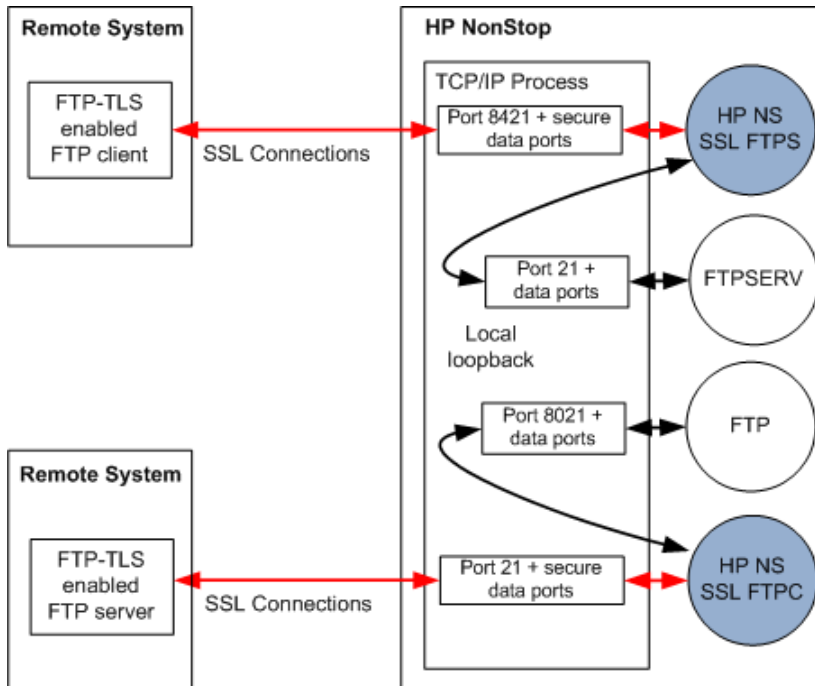 Remote System
FTP-TLS
enabled
FTP client
SSL Connections
HP NonStop
TCP/IP Process
Port 8421 + secure
data ports
HP NS
SSL FTPS
Port 21 +
data ports
FTPSERV
Local
loopback
Port 8021 +
data ports
FTP
Remote System
FTP-TLS
enabled
FTP server
SSL Connections
Port 21 + secure
data ports
HP NS
SSL FTPC